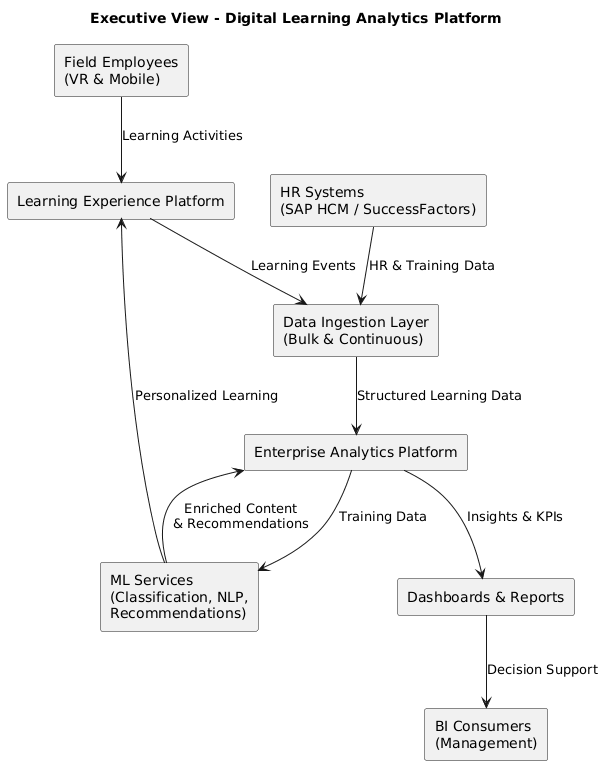 Executive View - Digital Learning Analytics Platform
Field Employees
(VR & Mobile)
Learning Activities
Learning Experience Platform
HR Systems
(SAP HCM / SuccessFactors)
Learning Events
HR & Training Data
Data Ingestion Layer
(Bulk & Continuous)
Personalized Learning
Structured Learning Data
Enterprise Analytics Platform
Enriched Content
& Recommendations
Training Data
Insights & KPIs
ML Services
(Classification, NLP,
Recommendations)
Dashboards & Reports
Decision Support
BI Consumers
(Management)